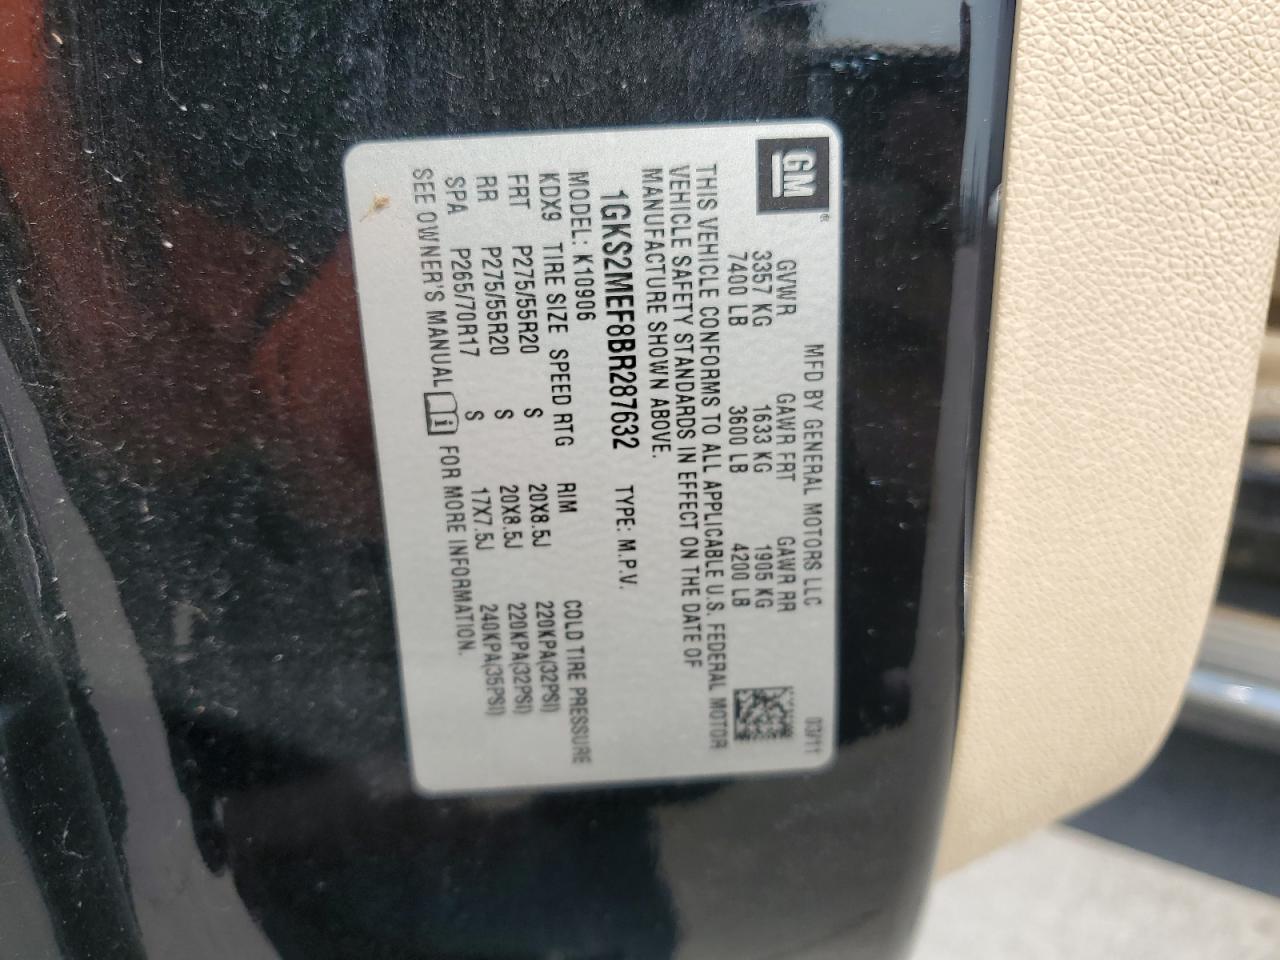 GM®
MFD BY GENERAL MOTORS LLC 03/11
GVWR GAWR FRT GAWR RR
3357 KG 1633 KG 1905 KG
7400 LB 3600 LB 4200 LB
THIS VEHICLE CONFORMS TO ALL APPLICABLE U.S. FEDERAL MOTOR
VEHICLE SAFETY STANDARDS IN EFFECT ON THE DATE OF
MANUFACTURE SHOWN ABOVE.
1GKS2MEF8BR287632 TYPE: M.P.V.
MODEL: K10906
KDX9 TIRE SIZE SPEED RTG RIM COLD TIRE PRESSURE
FRT P275/55R20 S 20X8.5J 220KPA(32PSI)
RR P275/55R20 S 20X8.5J 220KPA(32PSI)
SPA P265/70R17 S 17X7.5J 240KPA(35PSI)
SEE OWNER'S MANUAL i FOR MORE INFORMATION.